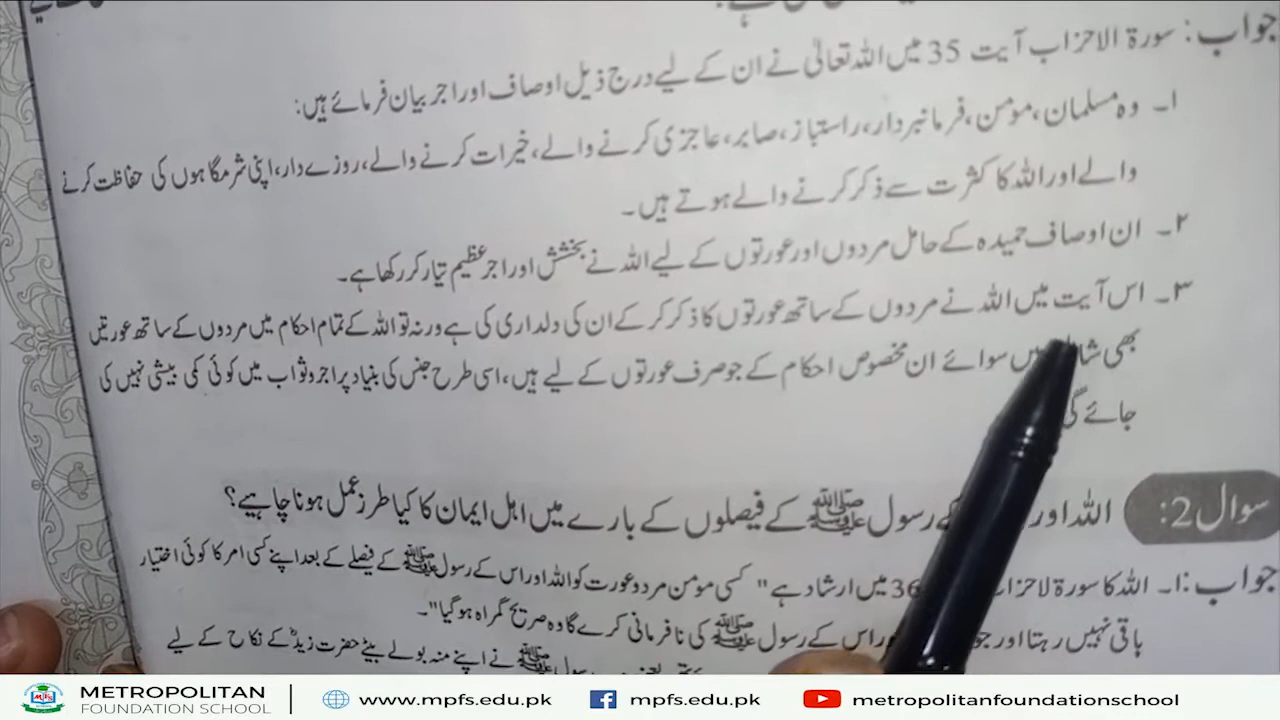 جواب: سورۃ الاحزاب آیت 35 میں اللہ تعالیٰ نے ان کے لیے درج ذیل اوصاف اور اجر بیان فرمائے ہیں:
۱۔ وہ مسلمان، مومن، فرمانبردار، راستباز، صابر، عاجزی کرنے والے، خیرات کرنے والے، روزے دار، اپنی شرمگاہوں کی حفاظت کرنے
والے اور اللہ کا کثرت سے ذکر کرنے والے ہوتے ہیں۔
۲۔ ان اوصاف حمیدہ کے حامل مردوں اور عورتوں کے لیے اللہ نے بخشش اور اجر عظیم تیار کر رکھا ہے۔
۳۔ اس آیت میں اللہ نے مردوں کے ساتھ عورتوں کا ذکر کر کے ان کی دلداری کی ہے ورنہ تو اللہ کے تمام احکام میں مردوں کے ساتھ عورتیں
بھی سوائے ان مخصوص احکام کے جو صرف عورتوں کے لیے ہیں، اسی طرح جنس کی بنیاد پر اجر و ثواب میں کوئی کمی بیشی نہیں کی
جائے گی
سوال 2: اللہ اور کے رسول ﷺ کے فیصلوں کے بارے میں اہل ایمان کا کیا طرز عمل ہونا چاہیے؟
جواب: ۱۔ اللہ کا سورۃ لاحزاب 36 میں ارشاد ہے "کسی مومن مرد و عورت کو اللہ اور اس کے رسول ﷺ کے فیصلے کے بعد اپنے کسی امر کا کوئی اختیار
باقی نہیں رہتا اور اور اس کے رسول ﷺ کی نافرمانی کرے گا وہ صریح گمراہ ہو گیا"۔
رسول ﷺ نے اپنے منہ بولے بیٹے حضرت زیدؓ کے نکاح کے لیے
METROPOLITAN
FOUNDATION SCHOOL
www.mpfs.edu.pk
mpfs.edu.pk
metropolitanfoundationschool